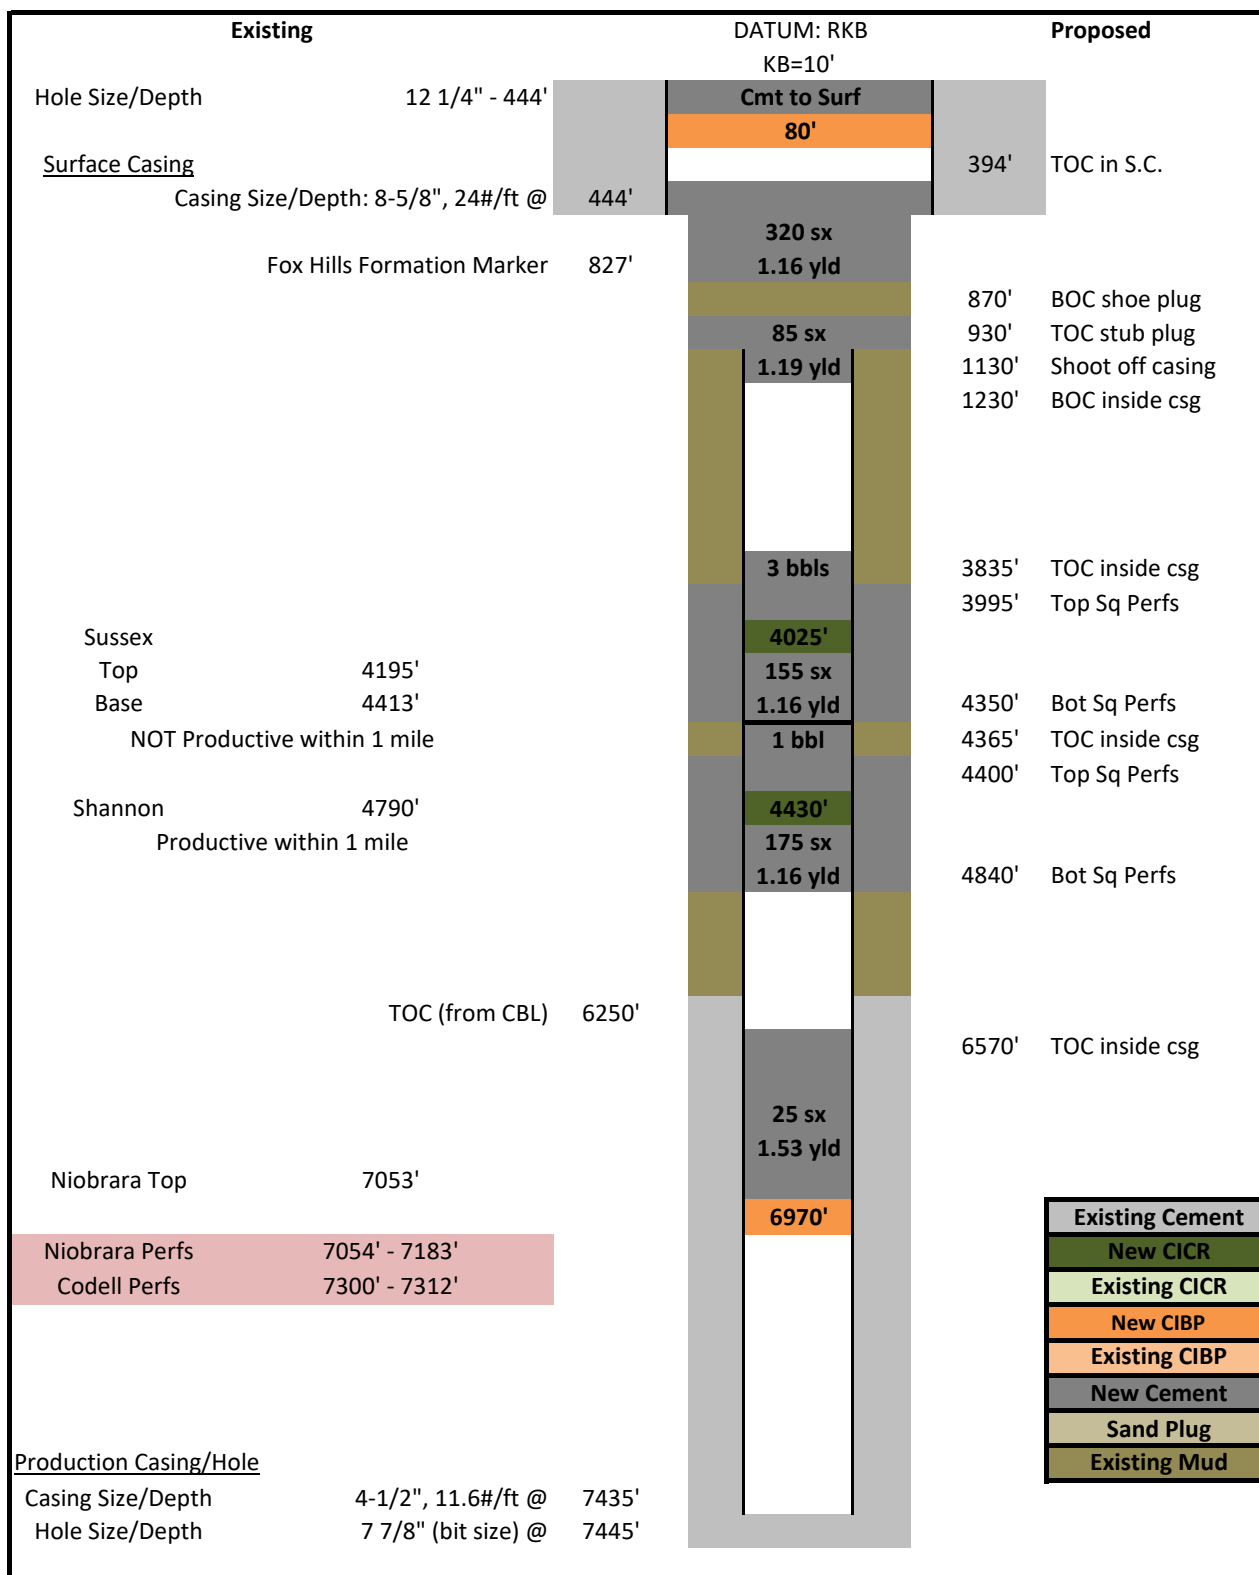 Existing DATUM: RKB Proposed
KB=10'
Hole Size/Depth 12 1/4" - 444' Cmt to Surf
80'
Surface Casing 394' TOC in S.C.
Casing Size/Depth: 8-5/8", 24#/ft @ 444'
320 sx
Fox Hills Formation Marker 827' 1.16 yld
870' BOC shoe plug
85 sx 930' TOC stub plug
1.19 yld 1130' Shoot off casing
1230' BOC inside csg
3 bbls 3835' TOC inside csg
3995' Top Sq Perfs
Sussex 4025'
Top 4195' 155 sx
Base 4413' 1.16 yld 4350' Bot Sq Perfs
NOT Productive within 1 mile 1 bbl 4365' TOC inside csg
4400' Top Sq Perfs
Shannon 4790' 4430'
Productive within 1 mile 175 sx
1.16 yld 4840' Bot Sq Perfs
TOC (from CBL) 6250'
6570' TOC inside csg
25 sx
1.53 yld
Niobrara Top 7053'
6970' Existing Cement
Niobrara Perfs 7054' - 7183' New CICR
Codell Perfs 7300' - 7312' Existing CICR
New CIBP
Existing CIBP
New Cement
Sand Plug
Production Casing/Hole Existing Mud
Casing Size/Depth 4-1/2", 11.6#/ft @ 7435'
Hole Size/Depth 7 7/8" (bit size) @ 7445'